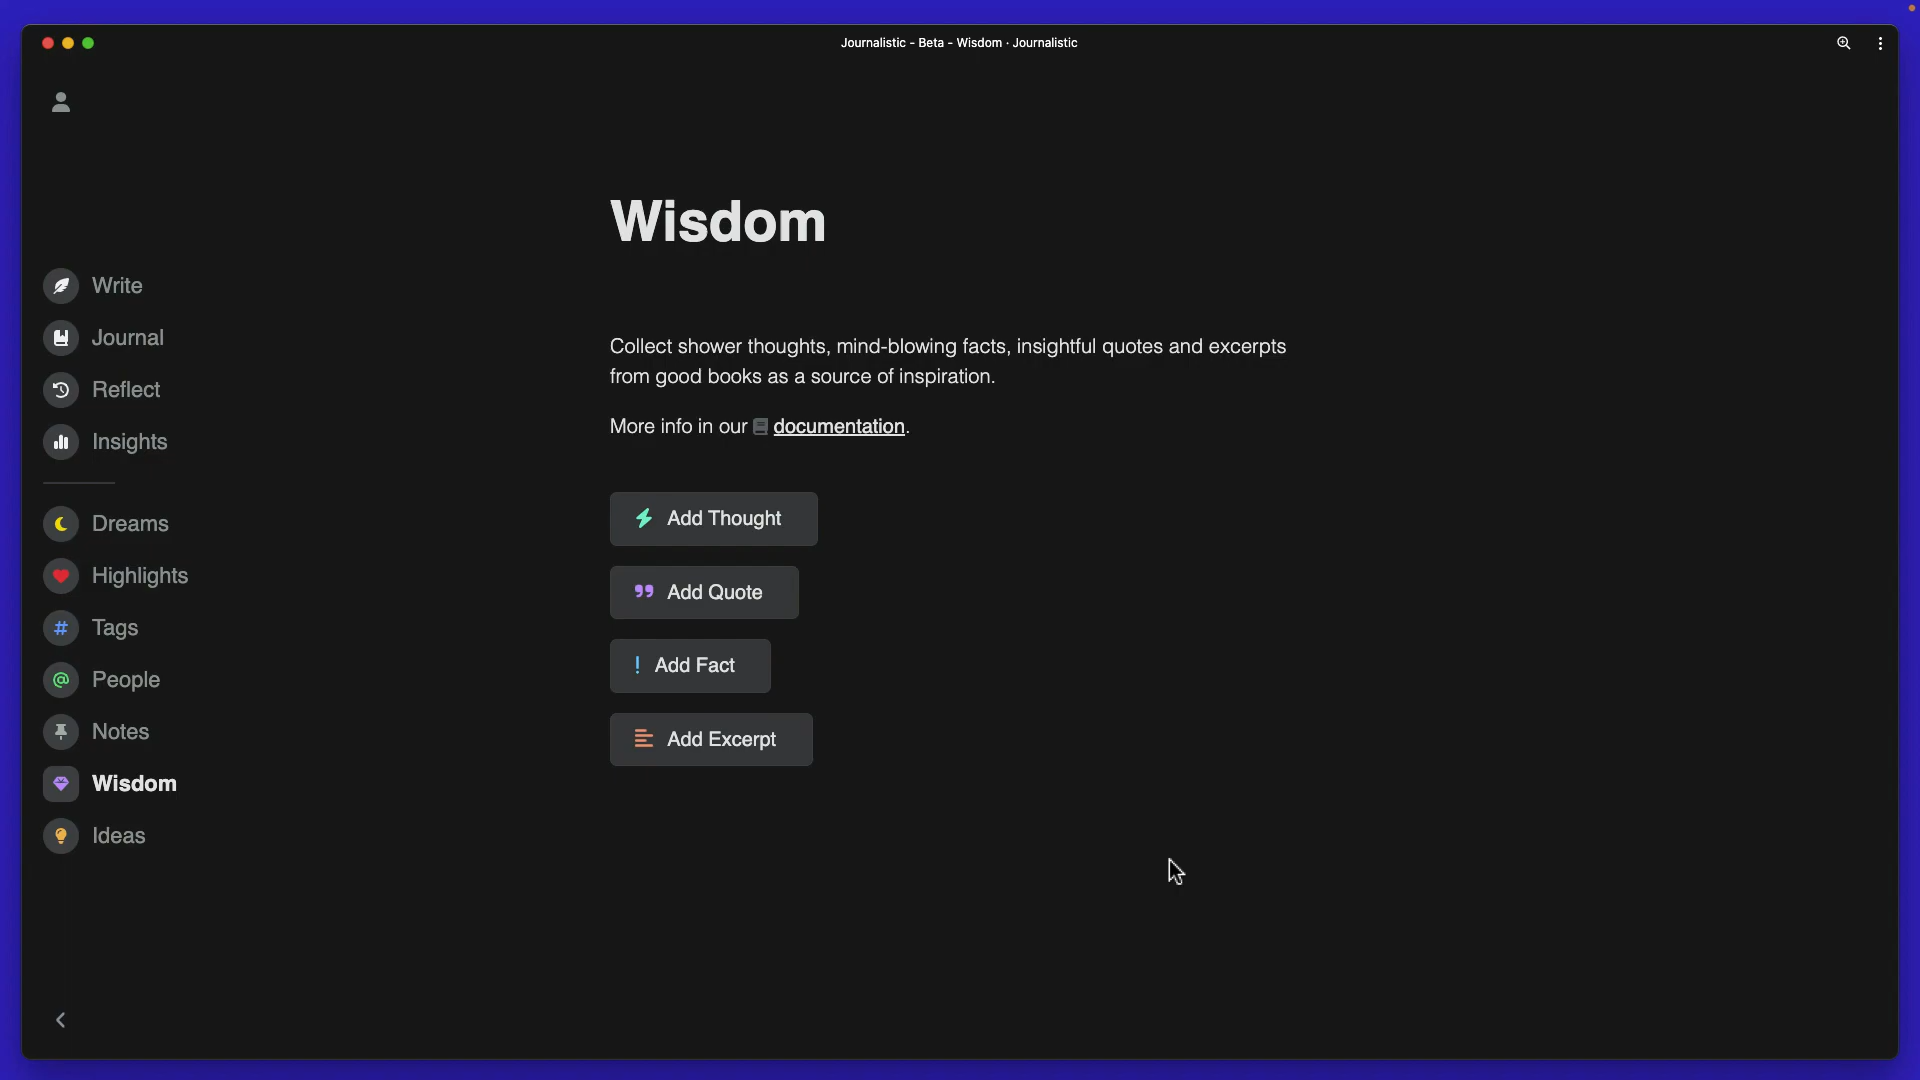 Journalistic - Beta - Wisdom · Journalistic
Write
Journal
Reflect
Insights
Dreams
Highlights
# Tags
@ People
Notes
Wisdom
Ideas
Wisdom
Collect shower thoughts, mind-blowing facts, insightful quotes and excerpts
from good books as a source of inspiration.
More info in our documentation.
Add Thought
Add Quote
! Add Fact
Add Excerpt